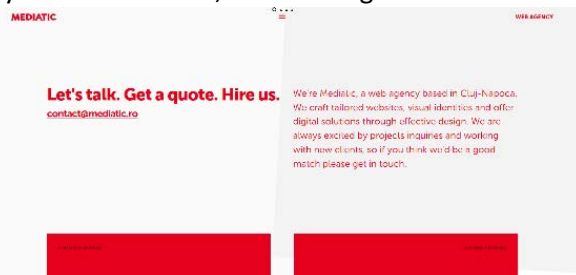 MEDIATIC
WEB AGENCY
Let's talk. Get a quote. Hire us.
contact@mediatic.ro
We're Mediatic, a web agency based in Cluj-Napoca.
We craft tailored websites, visual identities and offer
digital solutions through effective design. We are
always excited by projects inquiries and working
with new clients, so if you think we'd be a good
match please get in touch.